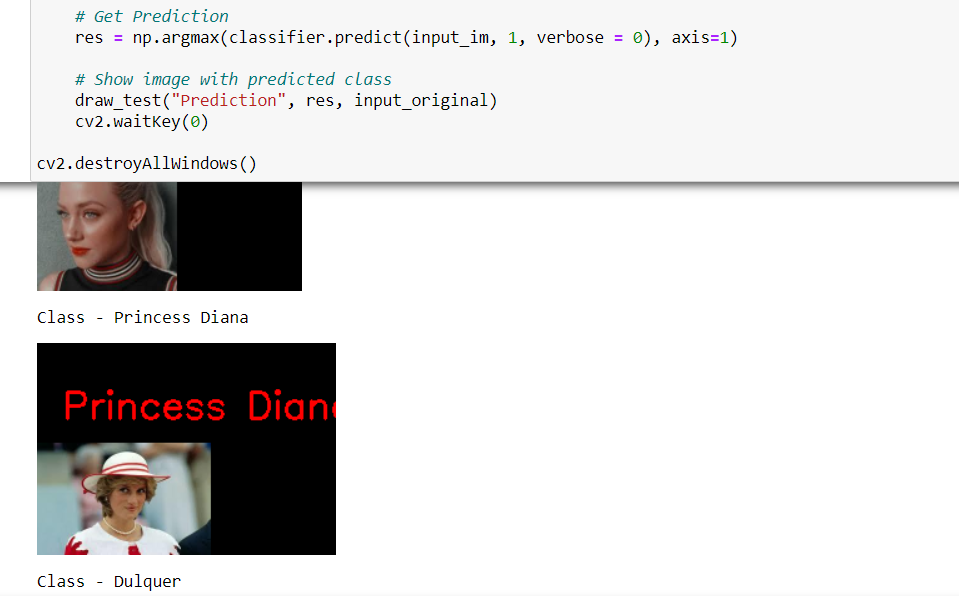 # Get Prediction
res = np.argmax(classifier.predict(input_im, 1, verbose = 0), axis=1)
# Show image with predicted class
draw_test("Prediction", res, input_original)
cv2.waitKey(0)
cv2.destroyAllWindows()
Class - Princess Diana
Princess Dian
Class - Dulquer